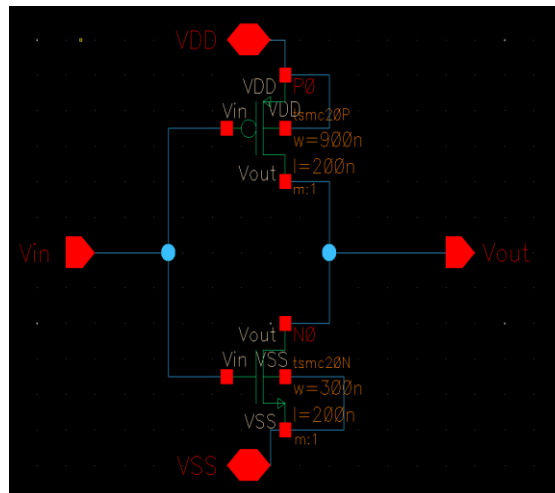 VDD
VDD
P0
Vin
VDD
tsmc20P
w=900n
l=200n
Vout
m:1
Vin
Vout
Vout
N0
Vin
VSS
tsmc20N
w=300n
l=200n
VSS
m:1
VSS